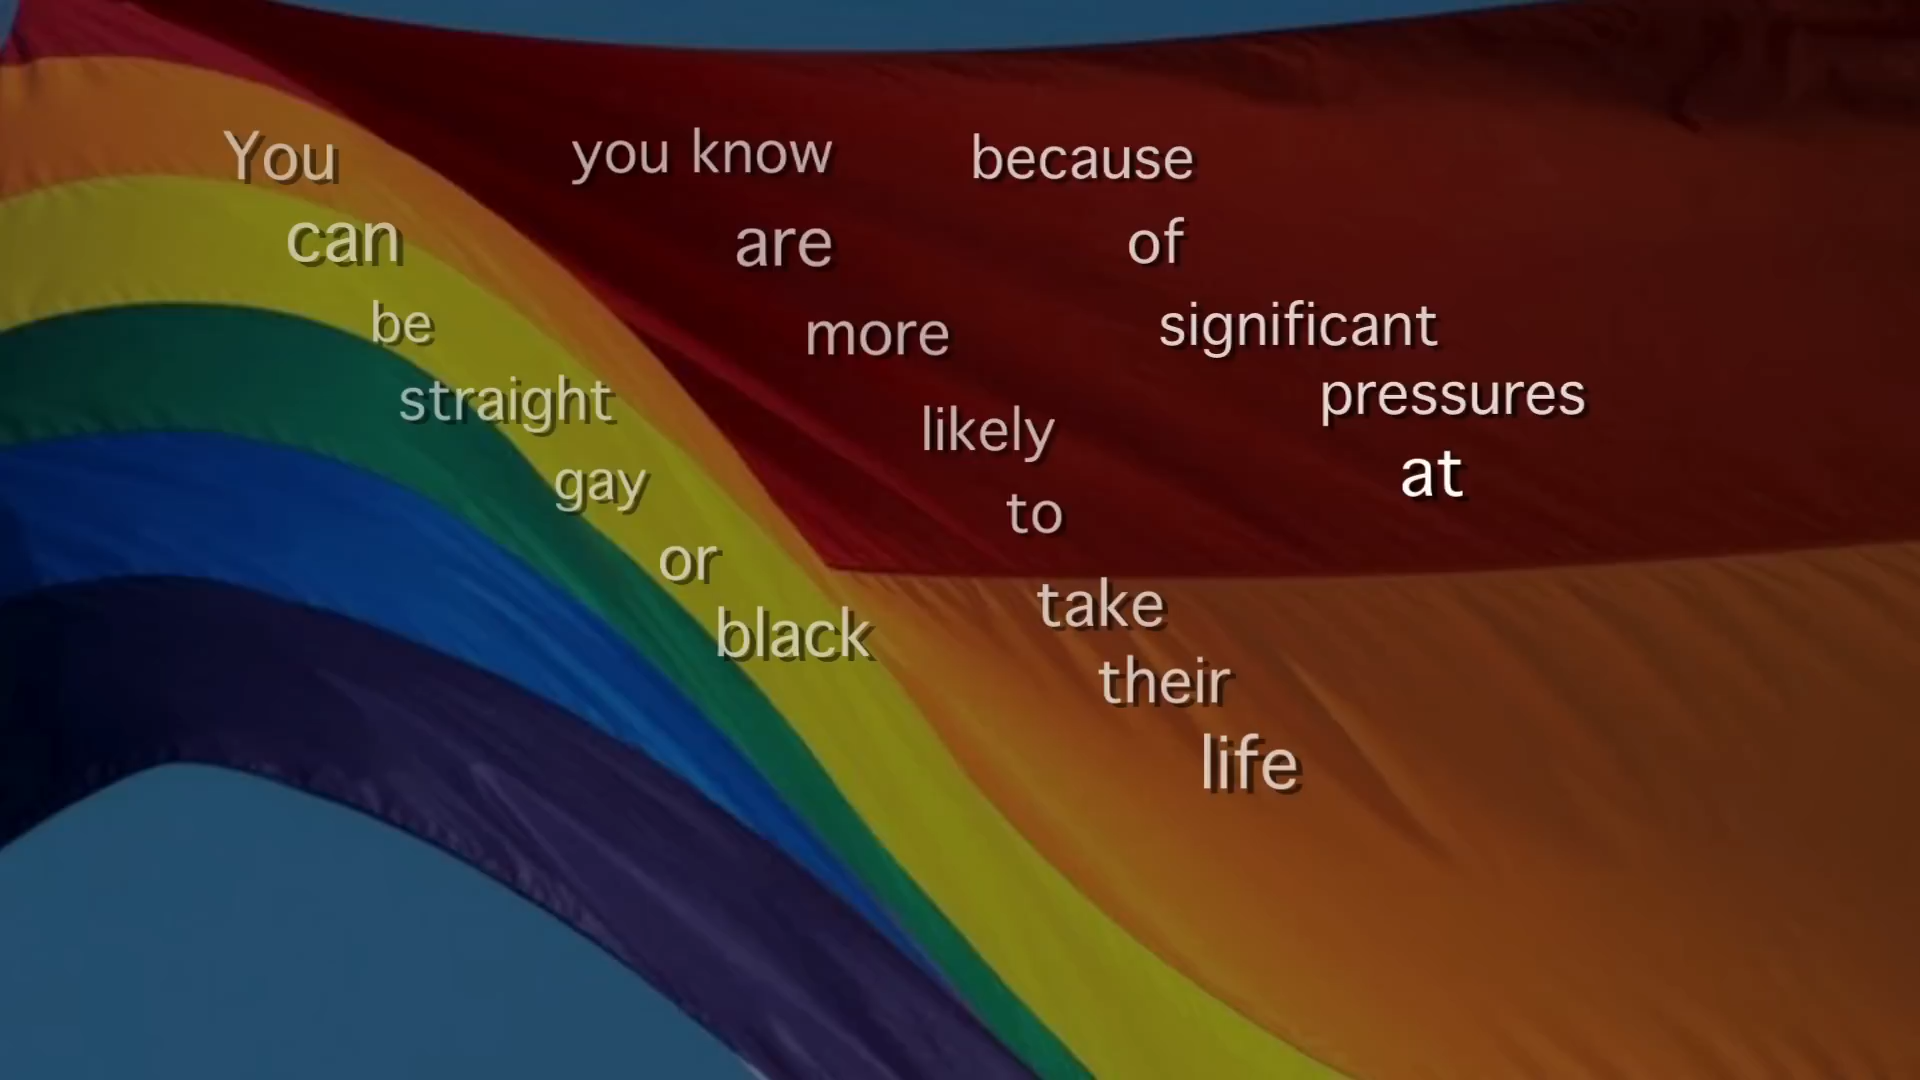 You
can
be
straight
gay
or
black
you know
are
more
likely
to
take
their
life
because
of
significant
pressures
at